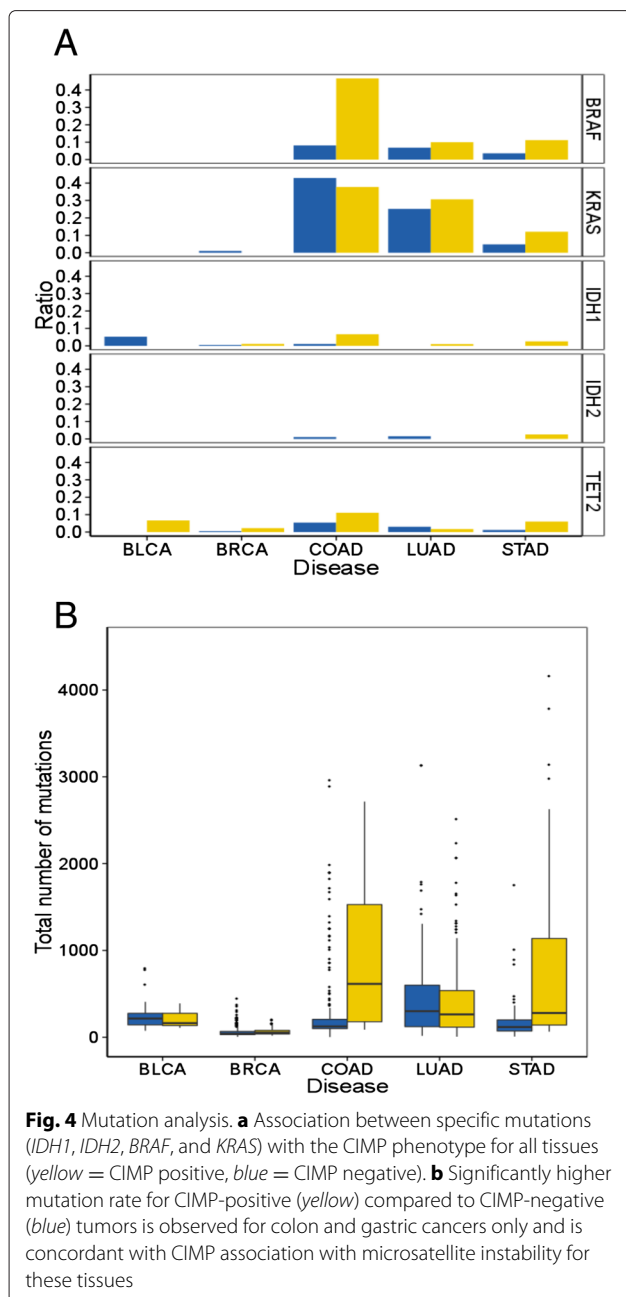 A
0.4
0.3
0.2
0.1
0.0
BRAF
0.4
0.3
0.2
0.1
0.0
KRAS
0.4
0.3
0.2
0.1
0.0
IDH1
0.4
0.3
0.2
0.1
0.0
IDH2
0.4
0.3
0.2
0.1
0.0
TET2
Ratio
BLCA BRCA COAD LUAD STAD
Disease
B
4000
3000
2000
1000
0
Total number of mutations
BLCA BRCA COAD LUAD STAD
Disease
Fig. 4 Mutation analysis. a Association between specific mutations
(IDH1, IDH2, BRAF, and KRAS) with the CIMP phenotype for all tissues
(yellow = CIMP positive, blue = CIMP negative). b Significantly higher
mutation rate for CIMP-positive (yellow) compared to CIMP-negative
(blue) tumors is observed for colon and gastric cancers only and is
concordant with CIMP association with microsatellite instability for
these tissues